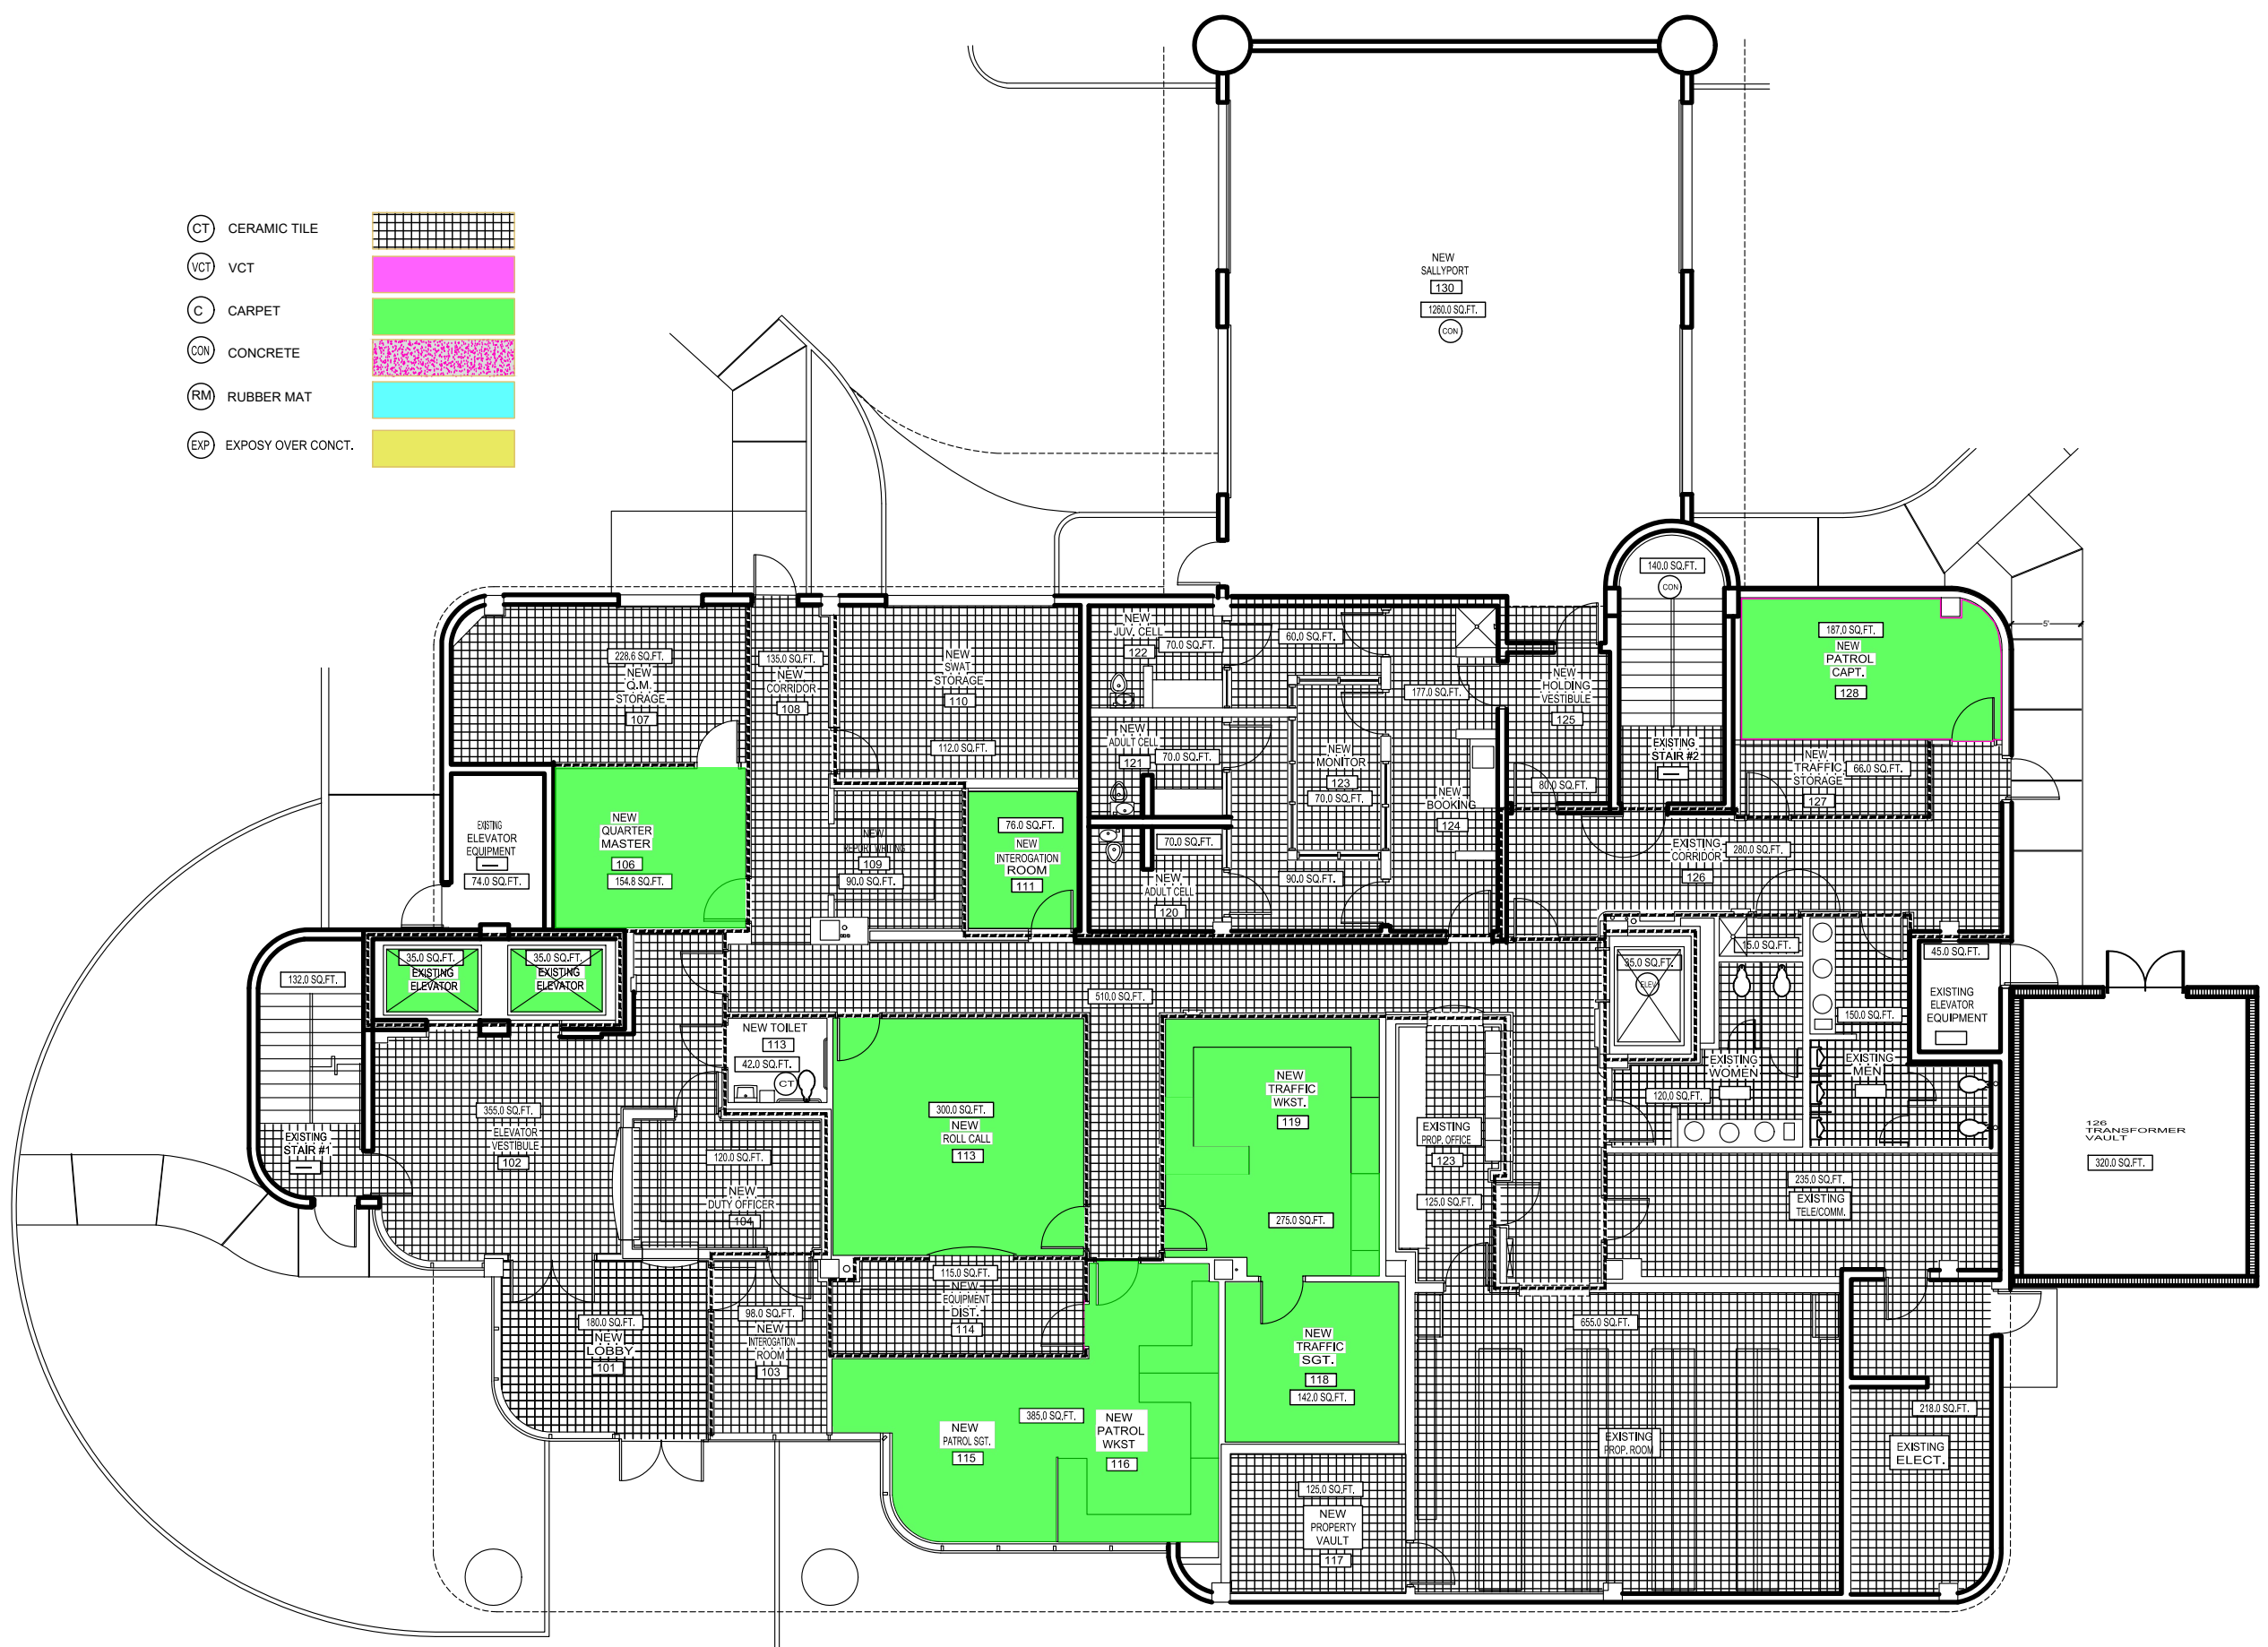 CT CERAMIC TILE
VCT VCT
C CARPET
CON CONCRETE
RM RUBBER MAT
EXP EXPOSY OVER CONCT.
NEW
SALLYPORT
130
1260.0 SQ.FT.
CON
140.0 SQ.FT.
CON
EXISTING
STAIR #2
187.0 SQ.FT.
NEW
PATROL
CAPT.
128
5'
228.6 SQ.FT.
NEW
Q.M.
STORAGE
107
135.0 SQ.FT.
NEW
CORRIDOR
108
NEW
SWAT
STORAGE
110
112.0 SQ.FT.
NEW
JUV. CELL
122
70.0 SQ.FT.
60.0 SQ.FT.
NEW
ADULT CELL
121
70.0 SQ.FT.
NEW
MONITOR
123
70.0 SQ.FT.
177.0 SQ.FT.
NEW
BOOKING
124
NEW
HOLDING
VESTIBULE
125
80.0 SQ.FT.
NEW
TRAFFIC
STORAGE
127
66.0 SQ.FT.
EXISTING
ELEVATOR
EQUIPMENT
74.0 SQ.FT.
NEW
QUARTER
MASTER
106
154.8 SQ.FT.
NEW
REPORT WRITING
109
90.0 SQ.FT.
76.0 SQ.FT.
NEW
INTEROGATION
ROOM
111
70.0 SQ.FT.
NEW
ADULT CELL
120
90.0 SQ.FT.
EXISTING
CORRIDOR
126
280.0 SQ.FT.
132.0 SQ.FT.
EXISTING
STAIR #1
35.0 SQ.FT.
EXISTING
ELEVATOR
35.0 SQ.FT.
EXISTING
ELEVATOR
510.0 SQ.FT.
35.0 SQ.FT.
ELEV
15.0 SQ.FT.
45.0 SQ.FT.
EXISTING
ELEVATOR
EQUIPMENT
150.0 SQ.FT.
EXISTING
MEN
EXISTING
WOMEN
120.0 SQ.FT.
NEW TOILET
113
42.0 SQ.FT.
CT
355.0 SQ.FT.
ELEVATOR
VESTIBULE
102
120.0 SQ.FT.
NEW
DUTY OFFICER
104
300.0 SQ.FT.
NEW
ROLL CALL
113
NEW
TRAFFIC
WKST.
119
275.0 SQ.FT.
EXISTING
PROP. OFFICE
123
125.0 SQ.FT.
235.0 SQ.FT.
EXISTING
TELE/COMM.
126
TRANSFORMER
VAULT
320.0 SQ.FT.
180.0 SQ.FT.
NEW
LOBBY
101
98.0 SQ.FT.
NEW
INTEROGATION
ROOM
103
115.0 SQ.FT.
NEW
EQUIPMENT
DIST.
114
NEW
PATROL SGT.
115
385.0 SQ.FT.
NEW
PATROL
WKST
116
NEW
TRAFFIC
SGT.
118
142.0 SQ.FT.
125.0 SQ.FT.
NEW
PROPERTY
VAULT
117
655.0 SQ.FT.
EXISTING
PROP. ROOM
218.0 SQ.FT.
EXISTING
ELECT.